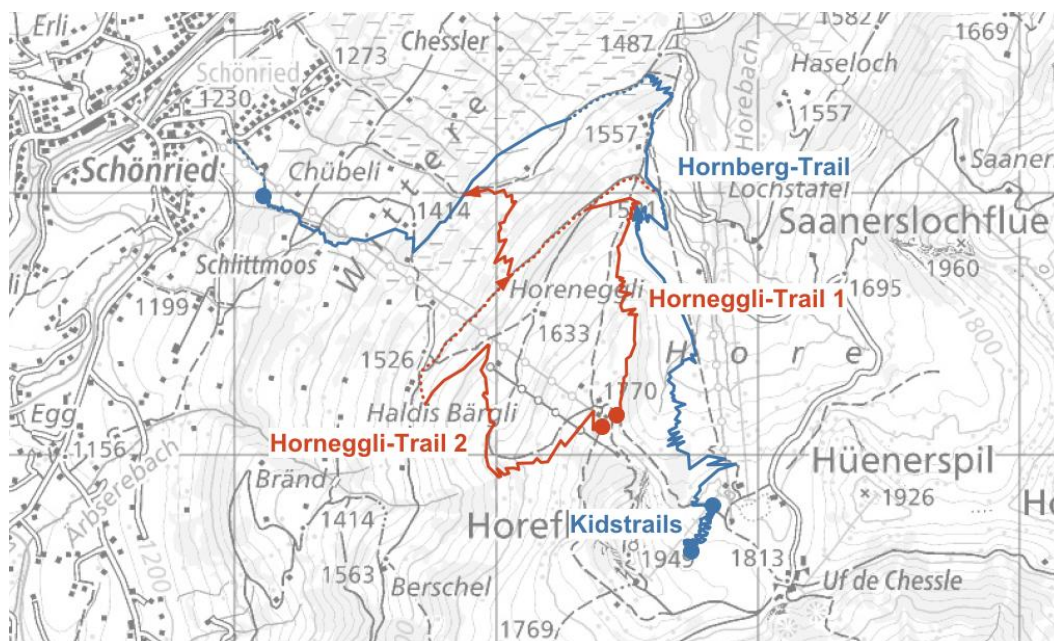 Erli
Chessler
1487
1582
1669
1273
Haseloch
Schönried
1230
1557
1557
Horebach
Schönried
Chübeli
Hornberg-Trail
Saaner
Lochstafel
1414
Wittere
Saanerslochflue
1960
Schlittmoos
Horeneggli
Horneggli-Trail 1
1695
1199
1633
1800
1526
Hore
1770
Haldis Bärgli
Egg
Horneggli-Trail 2
1156
Hüenerspil
Bränd
1926
Ärbserebach
1414
Kidstrails
1200
1563
1949
1813
Berschel
Uf de Chessle
1769